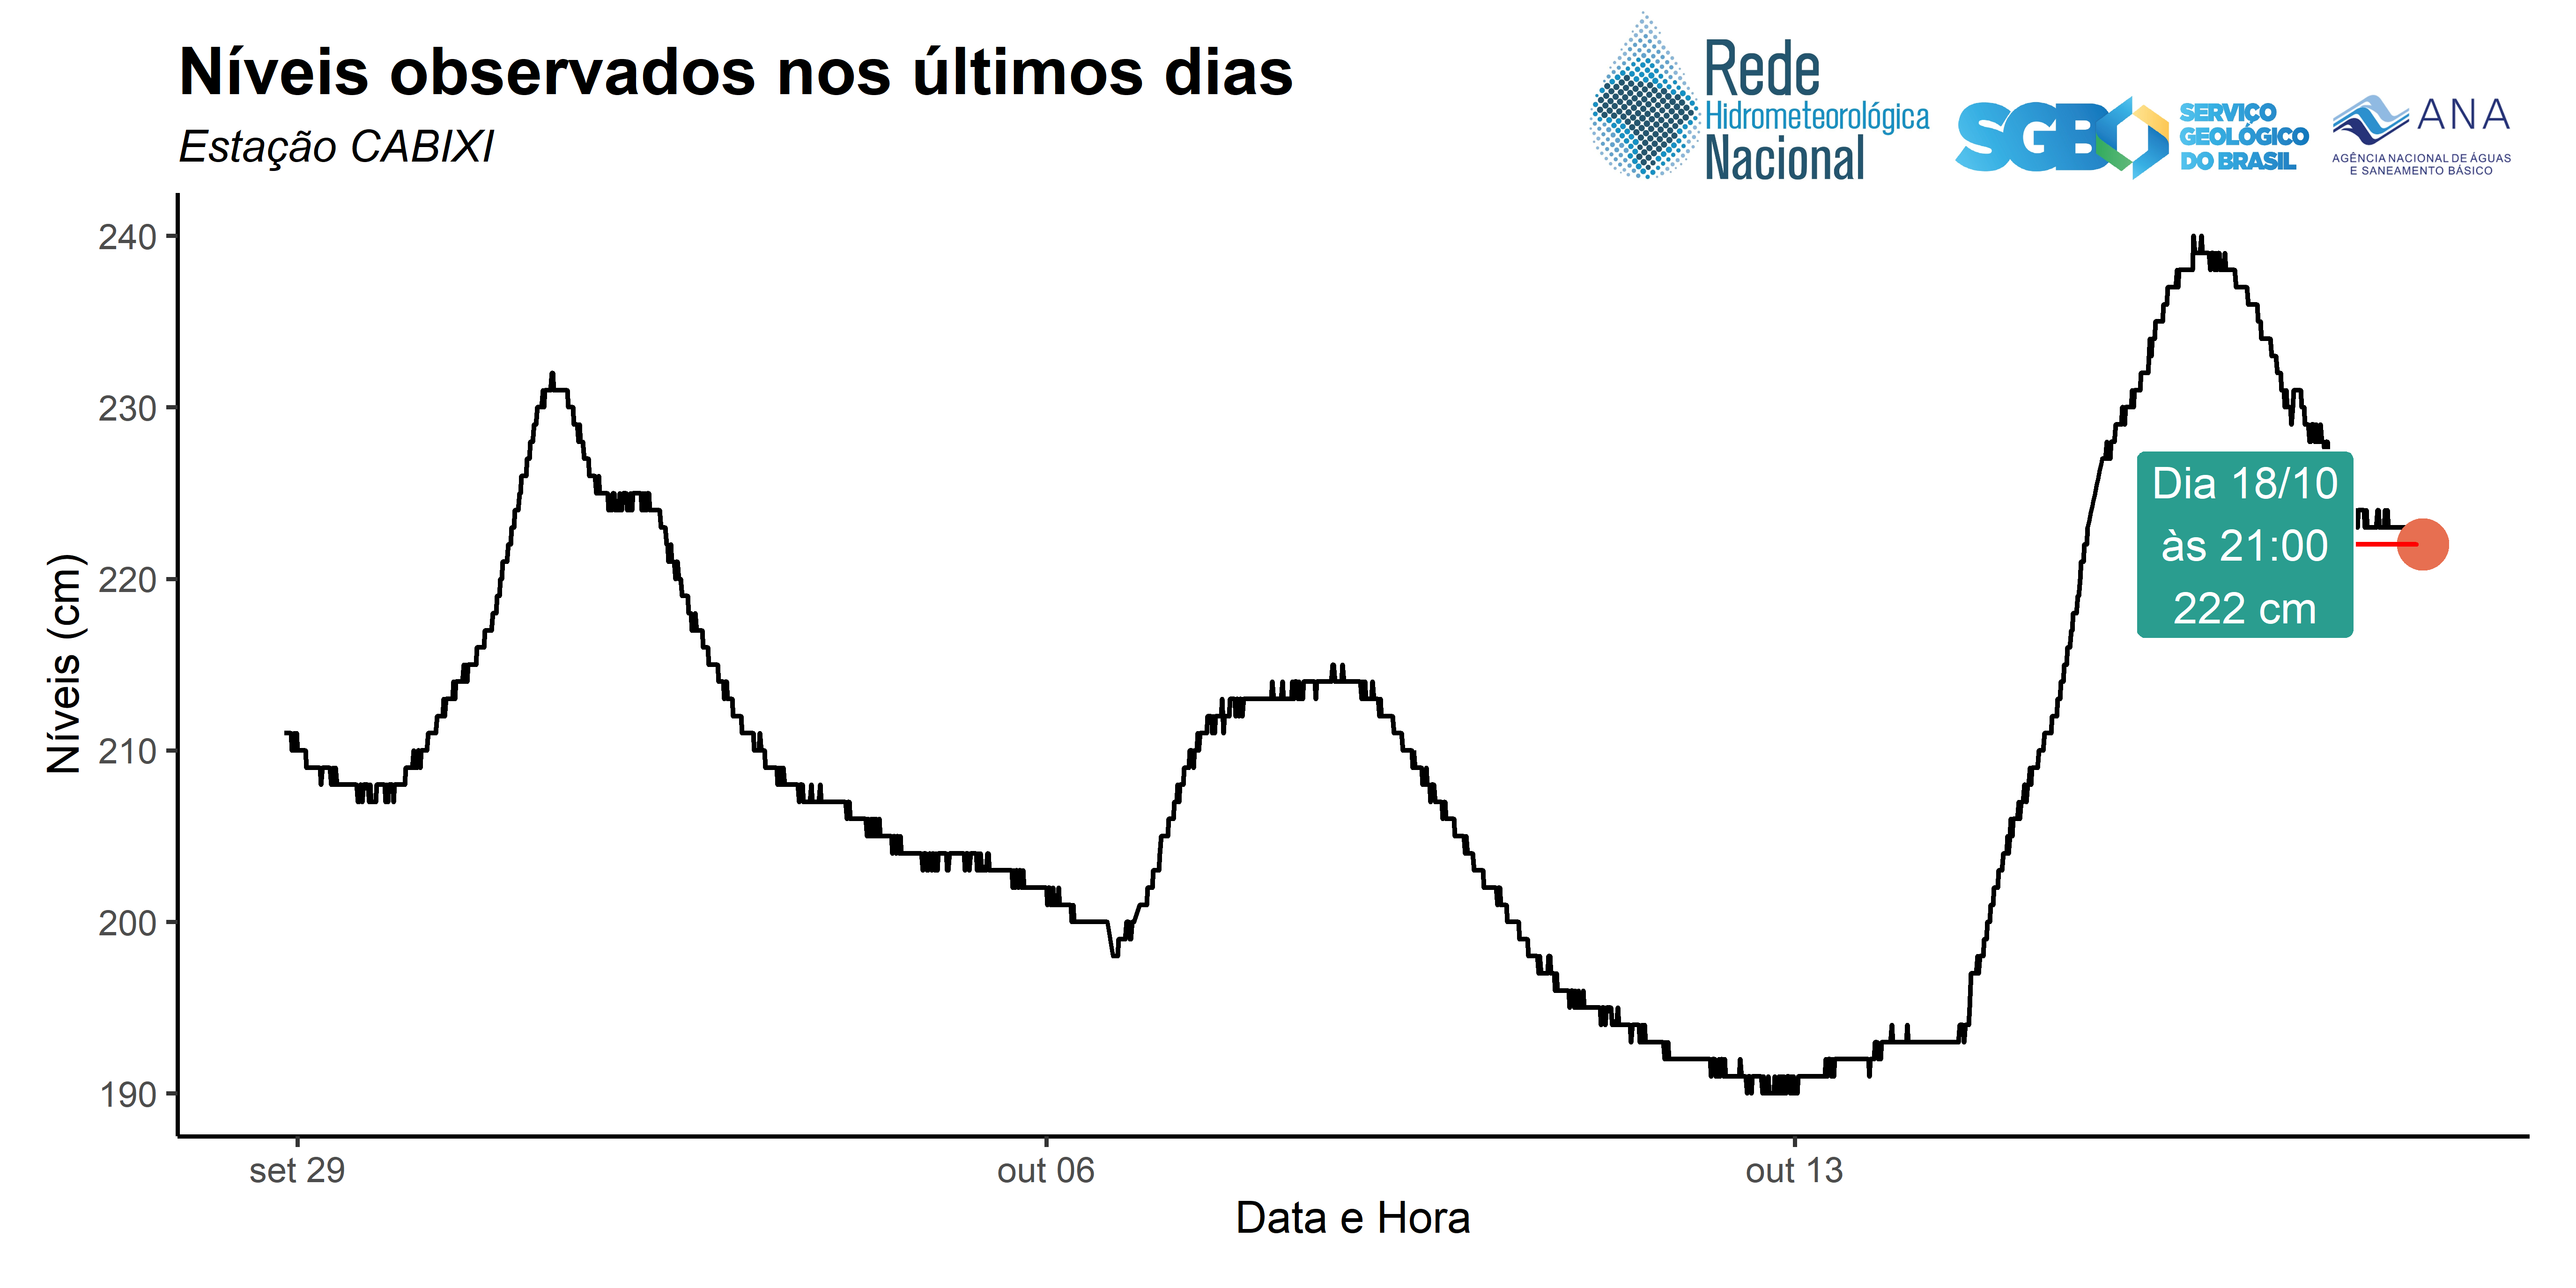 Níveis observados nos últimos dias
Estação CABIXI
Rede
Hidrometeorológica
Nacional
SGB
SERVIÇO
GEOLÓGICO
DO BRASIL
ANA
AGÊNCIA NACIONAL DE ÁGUAS
E SANEAMENTO BÁSICO
Níveis (cm)
240
230
220
210
200
190
Dia 18/10
às 21:00
222 cm
set 29
out 06
out 13
Data e Hora